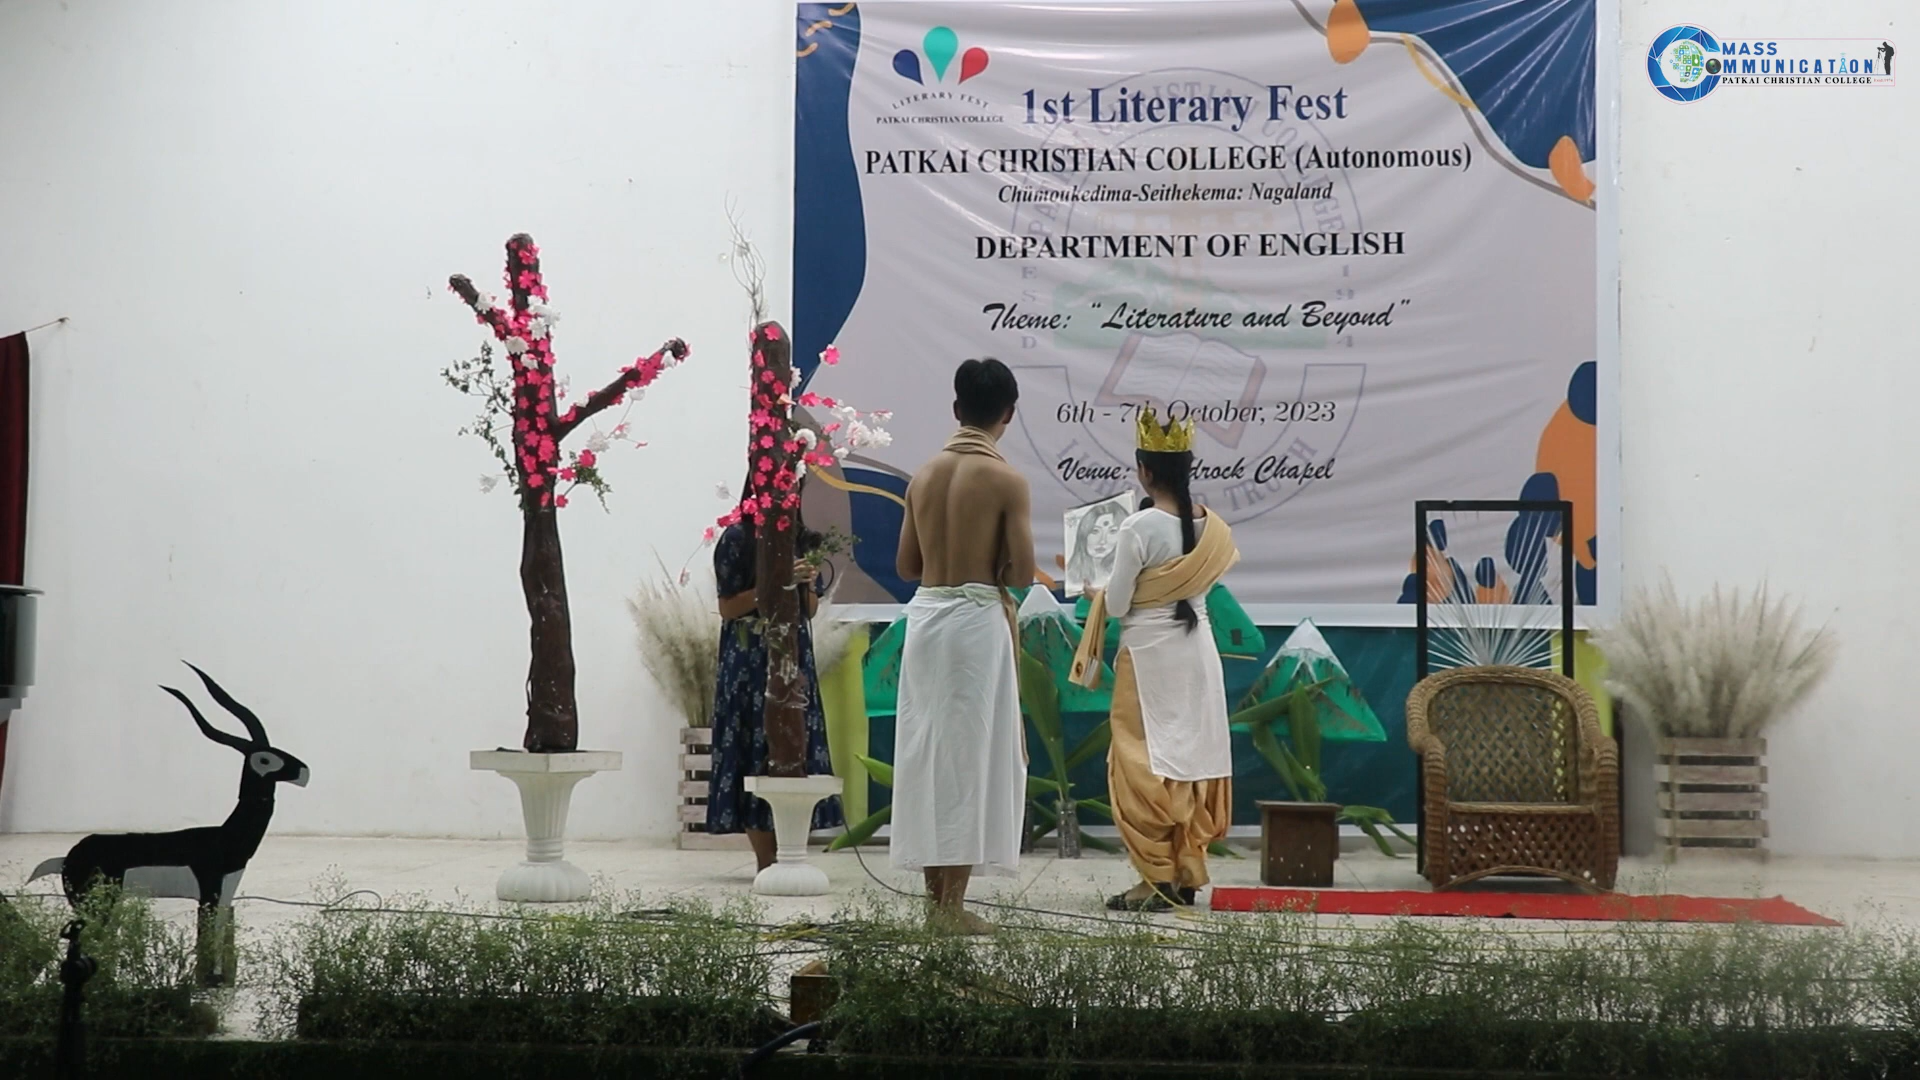 LITERARY FEST
PATKAI CHRISTIAN COLLEGE
1st Literary Fest
PATKAI CHRISTIAN COLLEGE (Autonomous)
Chümoukedima-Seithekema: Nagaland
DEPARTMENT OF ENGLISH
Theme: "Literature and Beyond"
6th - 7th October, 2023
Venue: drock Chapel
MASS
COMMUNICATION
PATKAI CHRISTIAN COLLEGE